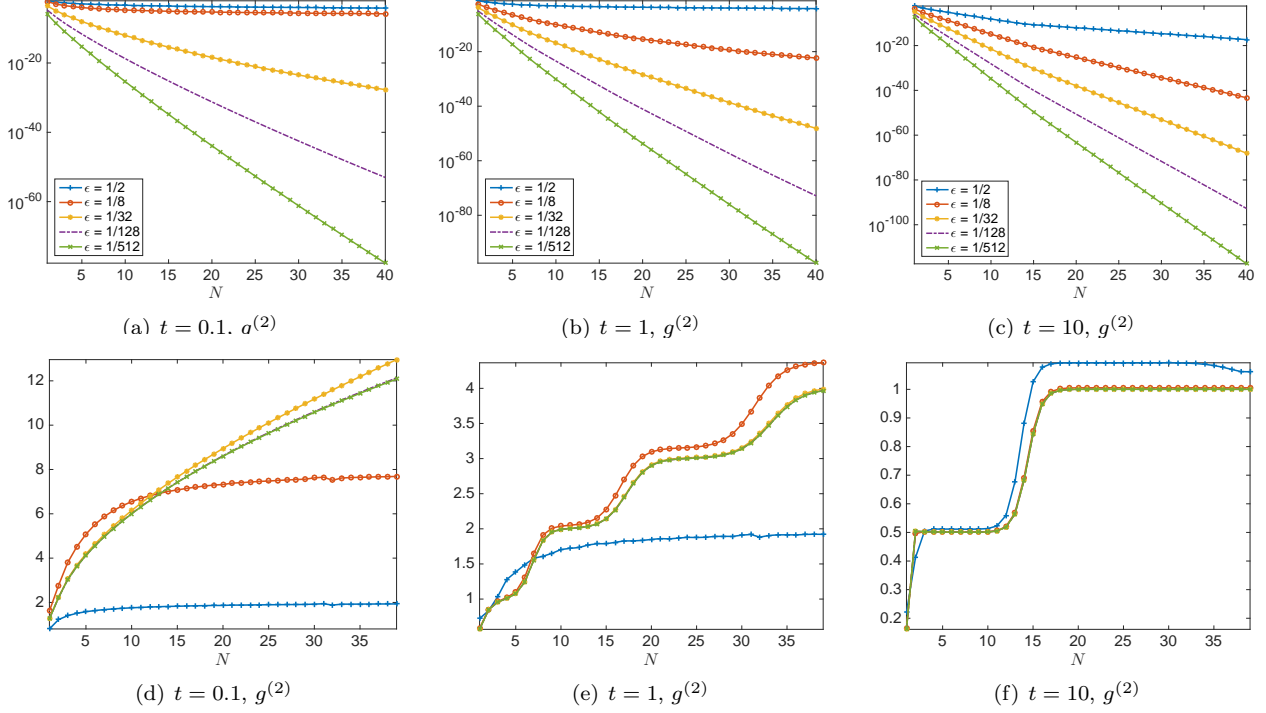 10^{-20}
10^{-40}
10^{-60}
ϵ = 1/2
ϵ = 1/8
ϵ = 1/32
ϵ = 1/128
ϵ = 1/512
5 10 15 20 25 30 35 40
N
(a) t = 0.1, g^{(2)}
10^{-20}
10^{-40}
10^{-60}
10^{-80}
ϵ = 1/2
ϵ = 1/8
ϵ = 1/32
ϵ = 1/128
ϵ = 1/512
5 10 15 20 25 30 35 40
N
(b) t = 1, g^{(2)}
10^{-20}
10^{-40}
10^{-60}
10^{-80}
10^{-100}
ϵ = 1/2
ϵ = 1/8
ϵ = 1/32
ϵ = 1/128
ϵ = 1/512
5 10 15 20 25 30 35 40
N
(c) t = 10, g^{(2)}
12
10
8
6
4
2
5 10 15 20 25 30 35
N
(d) t = 0.1, g^{(2)}
4
3.5
3
2.5
2
1.5
1
5 10 15 20 25 30 35
N
(e) t = 1, g^{(2)}
1
0.9
0.8
0.7
0.6
0.5
0.4
0.3
0.2
5 10 15 20 25 30 35
N
(f) t = 10, g^{(2)}